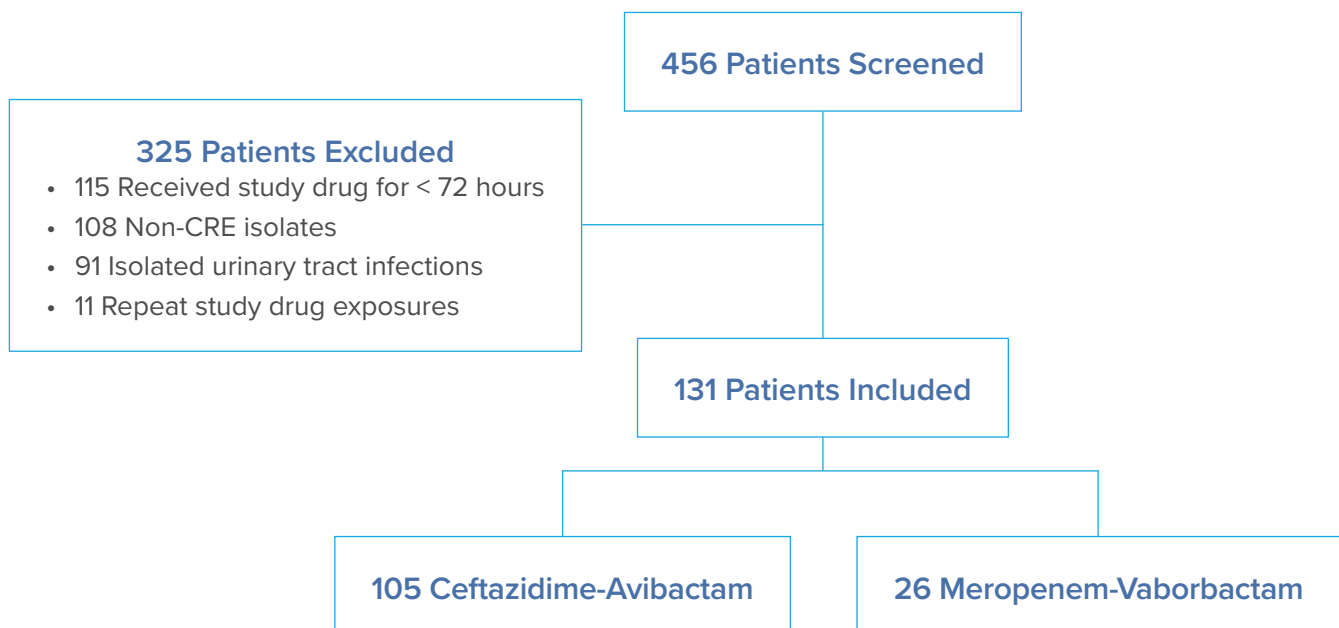 456 Patients Screened
325 Patients Excluded
• 115 Received study drug for < 72 hours
• 108 Non-CRE isolates
• 91 Isolated urinary tract infections
• 11 Repeat study drug exposures
131 Patients Included
105 Ceftazidime-Avibactam
26 Meropenem-Vaborbactam